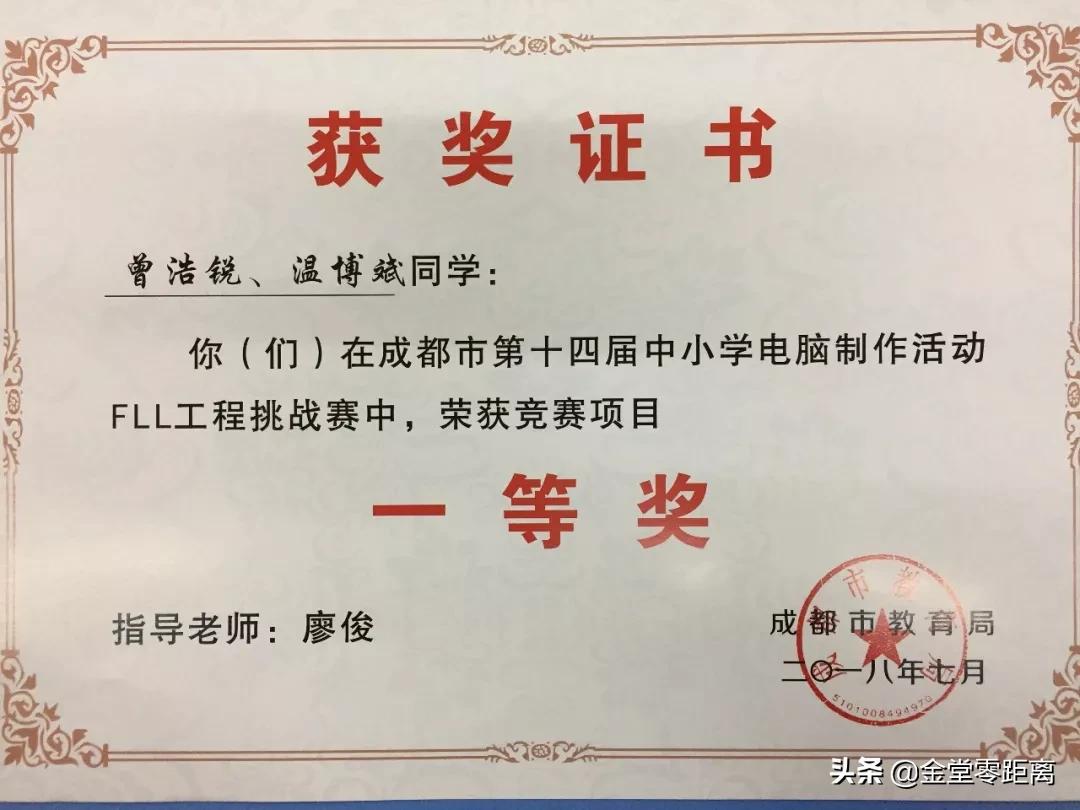 获奖证书
曾浩锐、温博斌同学：
你（们）在成都市第十四届中小学电脑制作活动
FLL工程挑战赛中，荣获竞赛项目
一等奖
指导老师：廖俊
成都市教育局
二〇一八年七月
5101008494970
头条 @金堂零距离